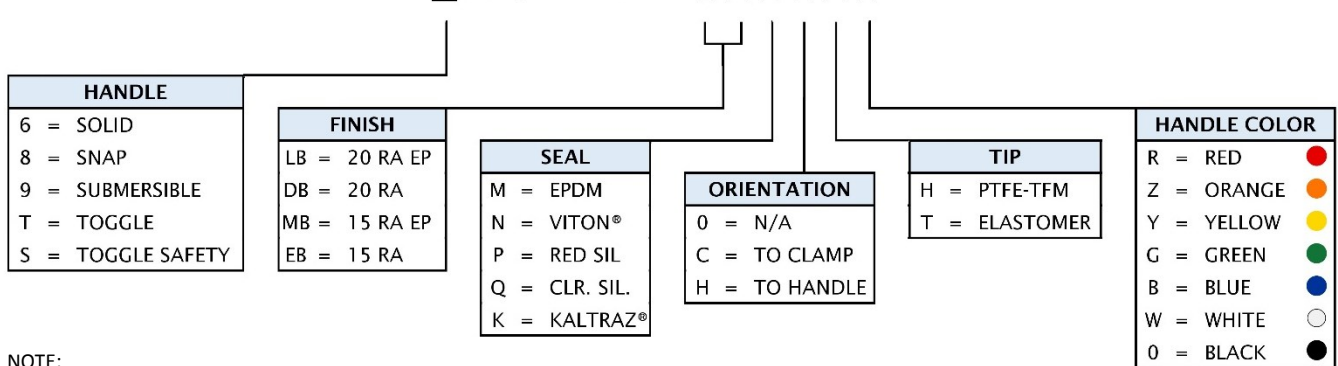 HANDLE
6 = SOLID
8 = SNAP
9 = SUBMERSIBLE
T = TOGGLE
S = TOGGLE SAFETY
FINISH
LB = 20 RA EP
DB = 20 RA
MB = 15 RA EP
EB = 15 RA
SEAL
M = EPDM
N = VITON®
P = RED SIL
Q = CLR. SIL.
K = KALTRAZ®
ORIENTATION
0 = N/A
C = TO CLAMP
H = TO HANDLE
TIP
H = PTFE-TFM
T = ELASTOMER
HANDLE COLOR
R = RED
Z = ORANGE
Y = YELLOW
G = GREEN
B = BLUE
W = WHITE
0 = BLACK
NOTE: